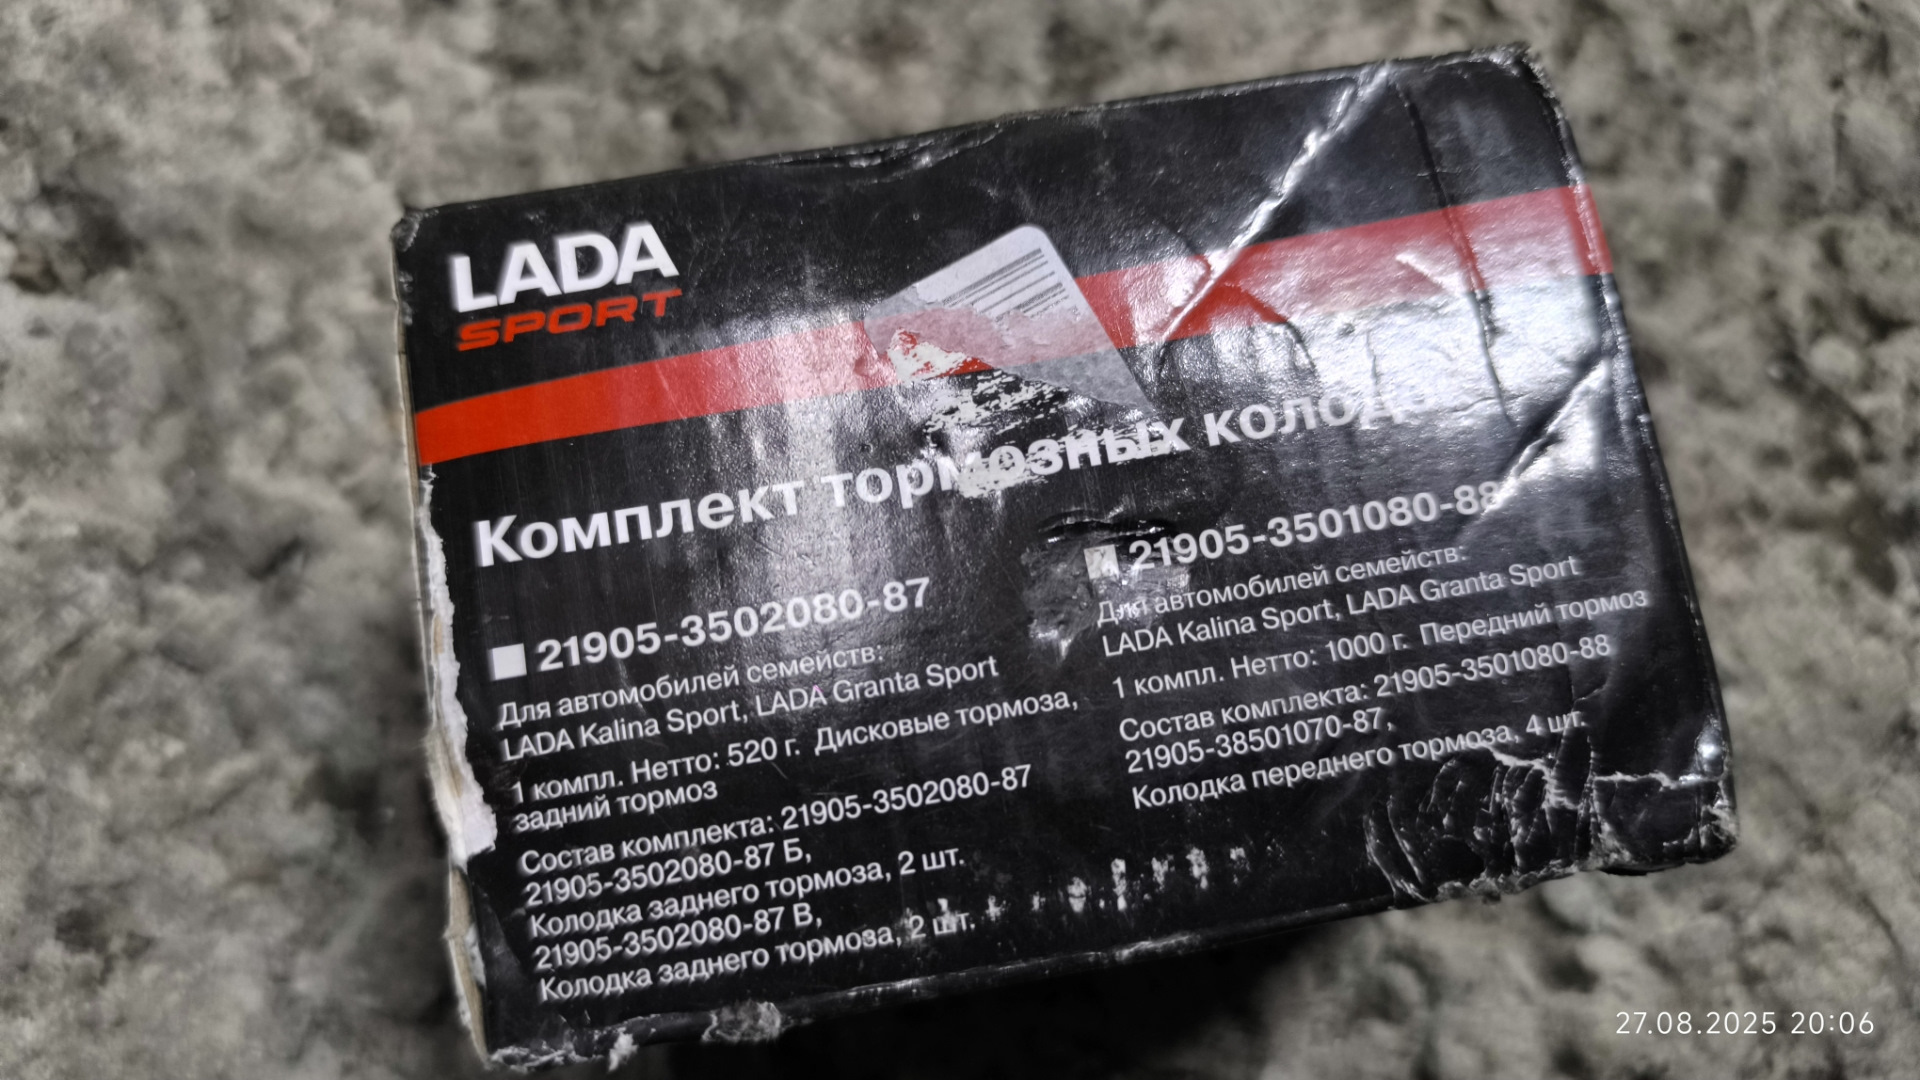 LADA
SPORT
Комплект тормозных
21905-3502080-87
Для автомобилей семейств:
LADA Kalina Sport, LADA Granta Sport
1 компл. Нетто: 520 г. Дисковые тормоза,
задний тормоз
Состав комплекта: 21905-3502080-87
21905-3502080-87 Б,
Колодка заднего тормоза, 2 шт.
21905-3502080-87 В,
Колодка заднего тормоза, 2 шт.
21905-3501080-88
Для автомобилей семейств:
LADA Kalina Sport, LADA Granta Sport
1 компл. Нетто: 1000 г. Передний тормоз
Состав комплекта: 21905-3501080-88
21905-38501070-87,
Колодка переднего тормоза, 4 шт.
27.08.2025 20:06